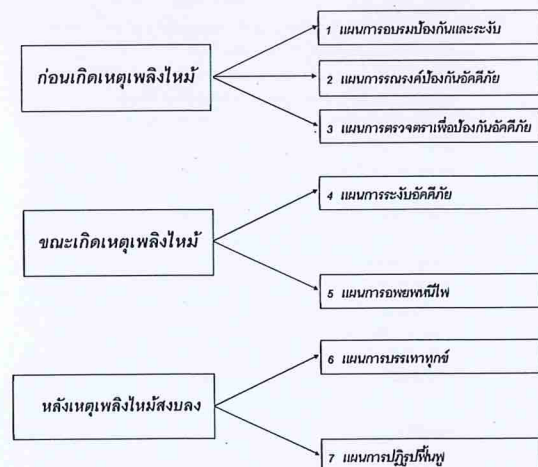 ก่อนเกิดเหตุเพลิงไหม้
1 แผนการอบรมป้องกันและระงับ
2 แผนการรณรงค์ป้องกันอัคคีภัย
3 แผนการตรวจตราเพื่อป้องกันอัคคีภัย
ขณะเกิดเหตุเพลิงไหม้
4 แผนการระงับอัคคีภัย
5 แผนการอพยพหนีไฟ
หลังเหตุเพลิงไหม้สงบลง
6 แผนการบรรเทาทุกข์
7 แผนการปฏิรูปฟื้นฟู